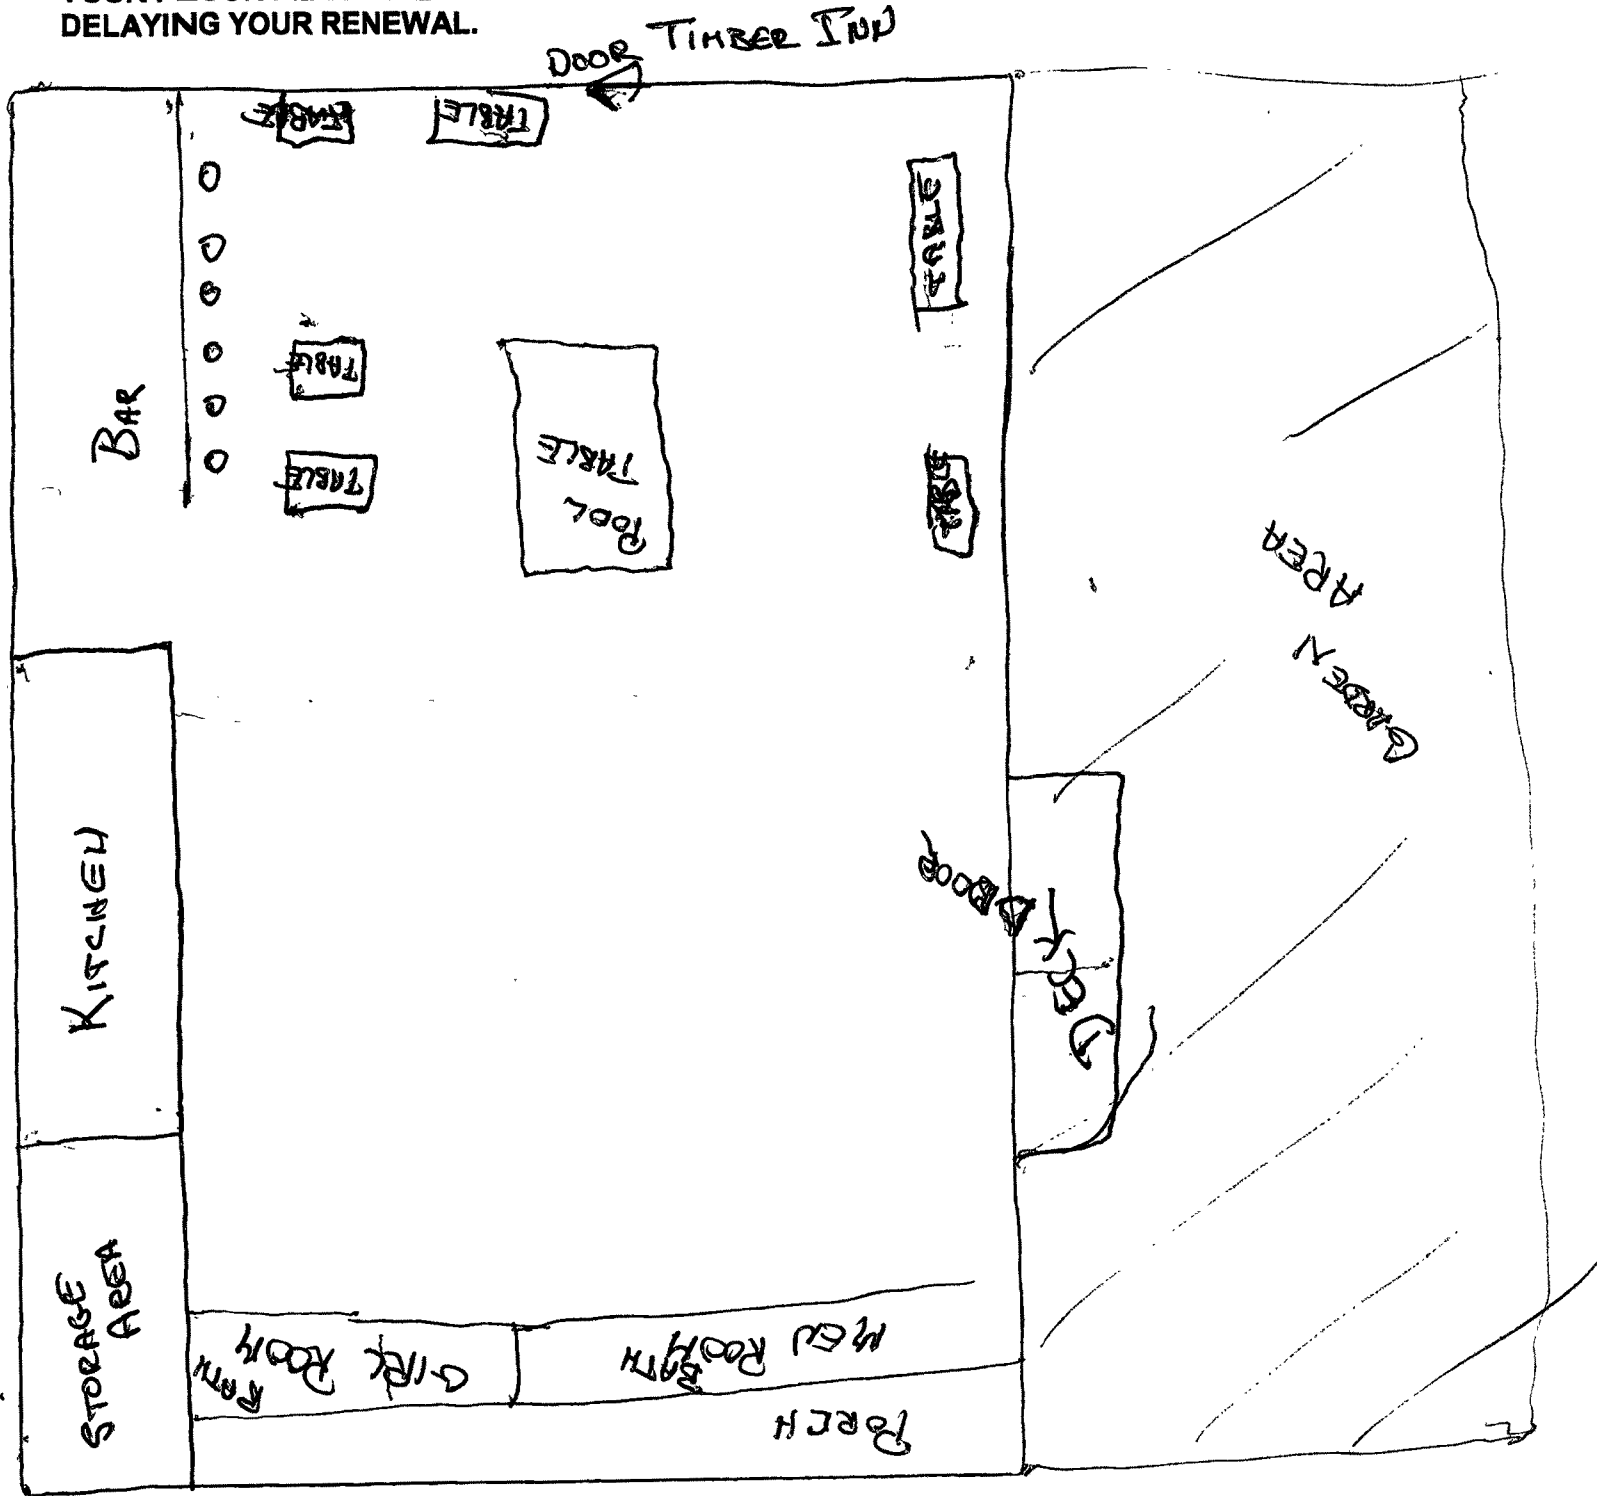 DELAYING YOUR RENEWAL.
DOOR TIMBER INN
TABLE
TABLE
TABLE
BAR
TABLE
TABLE
POOL
TABLE
TABLE
GARDEN AREA
KITCHEN
DOOR
DECK
STORAGE
AREA
GIRL ROOM
BATH
MEN ROOM
BATH
PORCH